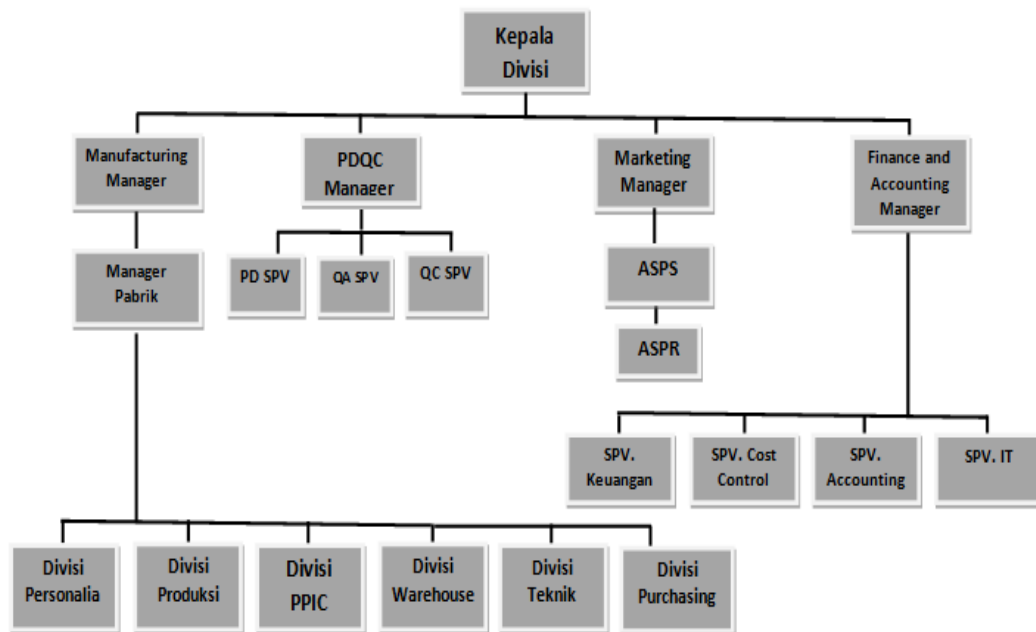 Kepala
Divisi
Manufacturing
Manager
PDQC
Manager
Marketing
Manager
Finance and
Accounting
Manager
Manager
Pabrik
PD SPV
QA SPV
QC SPV
ASPS
ASPR
SPV.
Keuangan
SPV. Cost
Control
SPV.
Accounting
SPV. IT
Divisi
Personalia
Divisi
Produksi
Divisi
PPIC
Divisi
Warehouse
Divisi
Teknik
Divisi
Purchasing